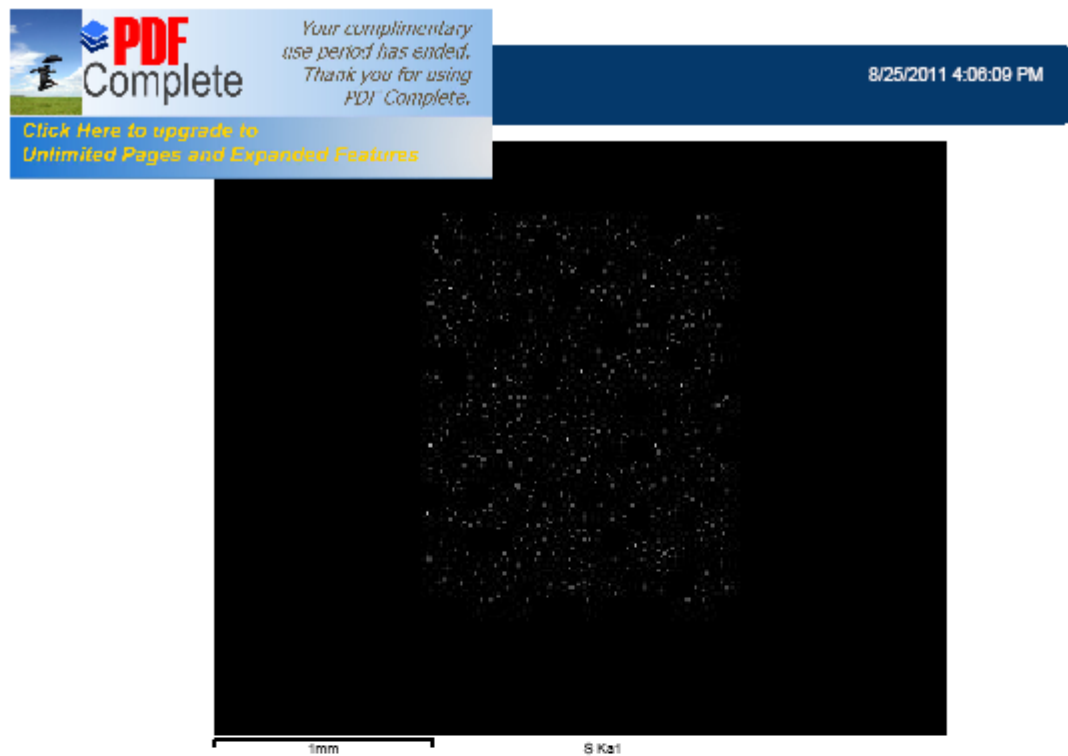 PDF
Complete
Your complimentary
use period has ended.
Thank you for using
PDF Complete.
Click Here to upgrade to
Unlimited Pages and Expanded Features
8/25/2011 4:06:09 PM
1mm
S Ka1